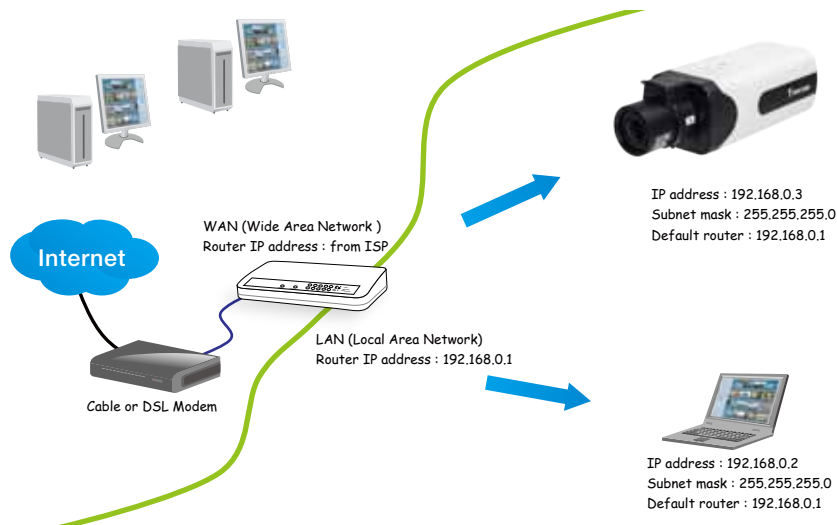 WAN (Wide Area Network )
Router IP address : from ISP
Internet
Cable or DSL Modem
LAN (Local Area Network)
Router IP address : 192.168.0.1
IP address : 192.168.0.3
Subnet mask : 255.255.255.0
Default router : 192.168.0.1
IP address : 192.168.0.2
Subnet mask : 255.255.255.0
Default router : 192.168.0.1